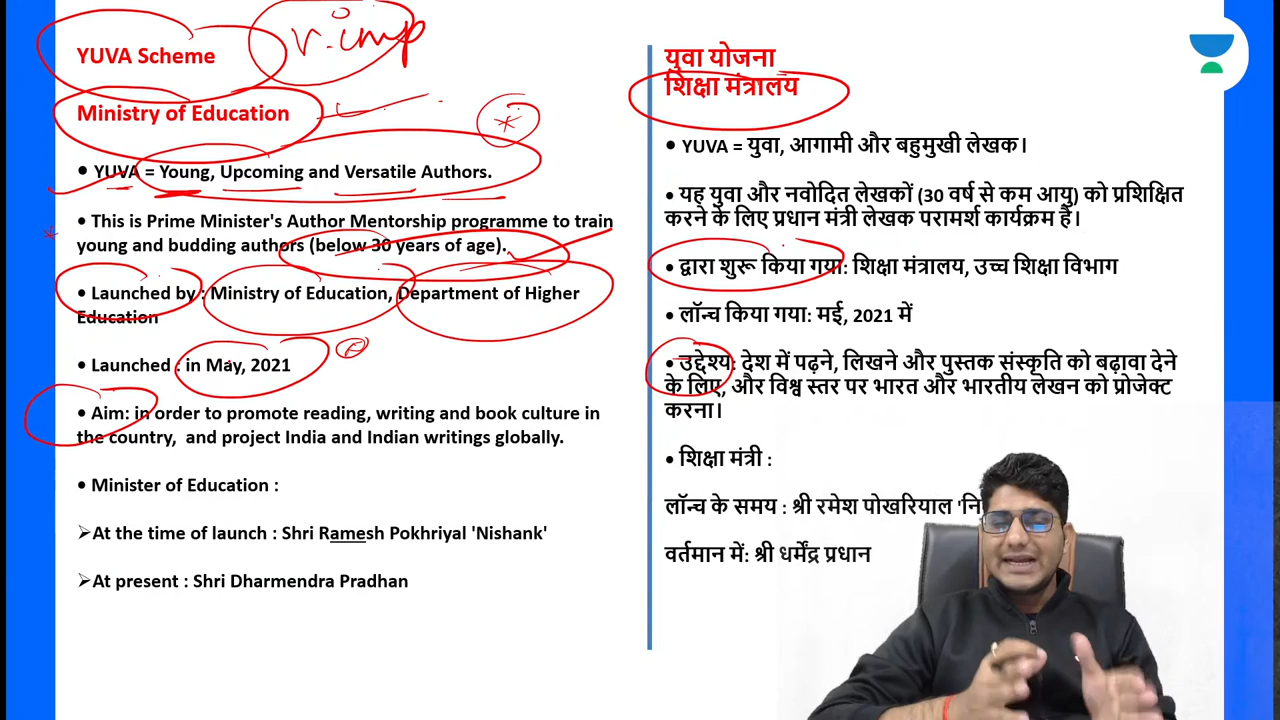 YUVA Scheme
v.imp
Ministry of Education
• YUVA = Young, Upcoming and Versatile Authors.
• This is Prime Minister's Author Mentorship programme to train
young and budding authors (below 30 years of age).
• Launched by : Ministry of Education, Department of Higher
Education
• Launched : in May, 2021
• Aim: in order to promote reading, writing and book culture in
the country, and project India and Indian writings globally.
• Minister of Education :
➢At the time of launch : Shri Ramesh Pokhriyal 'Nishank'
➢At present : Shri Dharmendra Pradhan
युवा योजना
शिक्षा मंत्रालय
• YUVA = युवा, आगामी और बहुमुखी लेखक।
• यह युवा और नवोदित लेखकों (30 वर्ष से कम आयु) को प्रशिक्षित
करने के लिए प्रधान मंत्री लेखक परामर्श कार्यक्रम है।
• द्वारा शुरू किया गया: शिक्षा मंत्रालय, उच्च शिक्षा विभाग
• लॉन्च किया गया: मई, 2021 में
• उद्देश्य: देश में पढ़ने, लिखने और पुस्तक संस्कृति को बढ़ावा देने
के लिए, और विश्व स्तर पर भारत और भारतीय लेखन को प्रोजेक्ट
करना।
• शिक्षा मंत्री :
लॉन्च के समय : श्री रमेश पोखरियाल
वर्तमान में: श्री धर्मेंद्र प्रधान